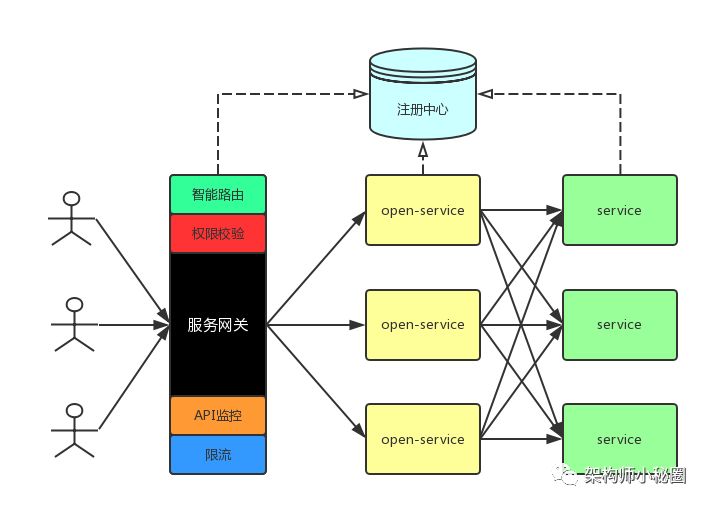 注册中心
智能路由
权限校验
服务网关
API监控
限流
open-service
service
open-service
service
open-service
service
架构师小秘圈